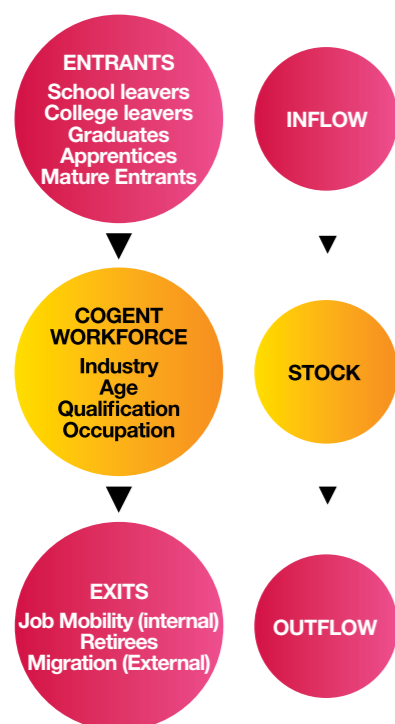 ENTRANTS
School leavers
College leavers
Graduates
Apprentices
Mature Entrants
INFLOW
COGENT
WORKFORCE
Industry
Age
Qualification
Occupation
STOCK
EXITS
Job Mobility (internal)
Retirees
Migration (External)
OUTFLOW